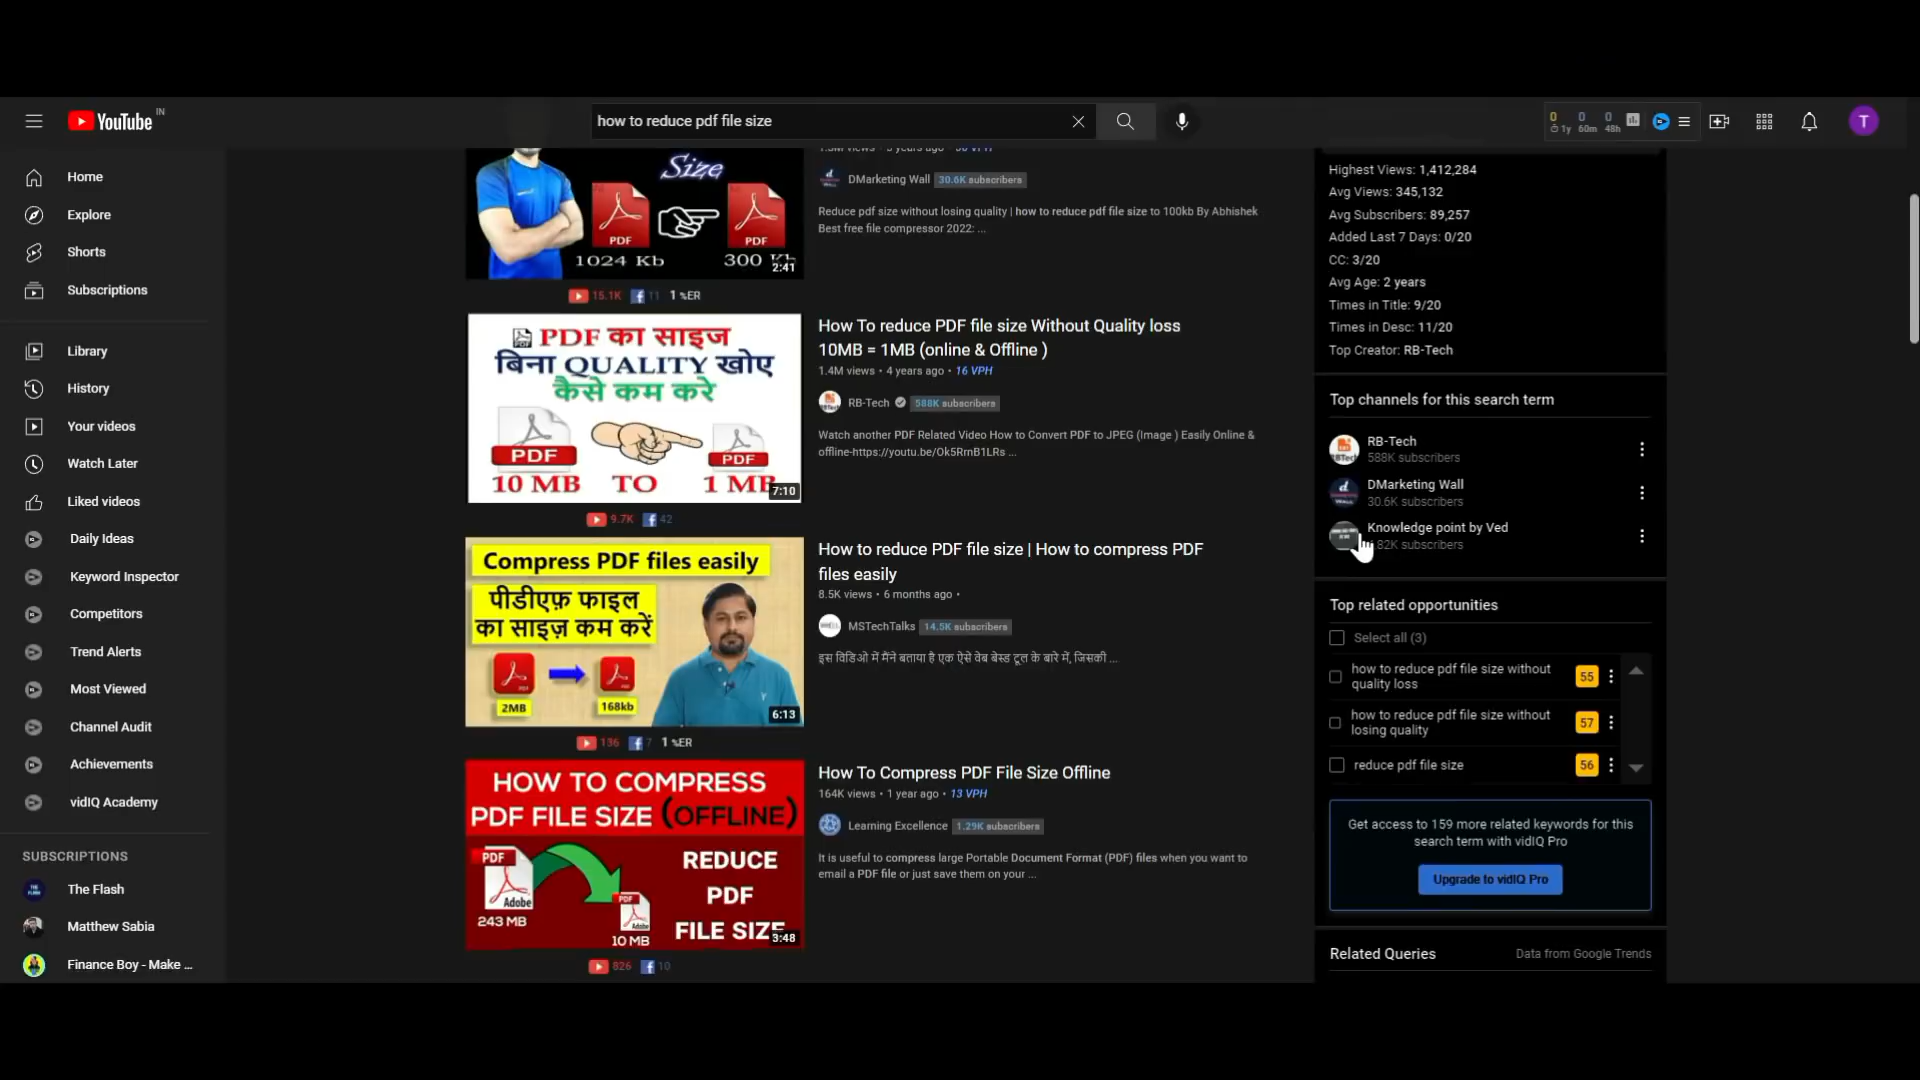 YouTube IN
how to reduce pdf file size
0 0 0
1y 60m 48h
T
Home
Explore
Shorts
Subscriptions
Library
History
Your videos
Watch Later
Liked videos
Daily Ideas
Keyword Inspector
Competitors
Trend Alerts
Most Viewed
Channel Audit
Achievements
vidIQ Academy
SUBSCRIPTIONS
The Flash
Matthew Sabia
Finance Boy - Make ...
Size
PDF
PDF
1024 Kb
300
2:41
15.1K 11 1 %ER
DMarketing Wall 30.6K subscribers
Reduce pdf size without losing quality | how to reduce pdf file size to 100kb By Abhishek
Best free file compressor 2022: ...
PDF का साइज
बिना QUALITY खोए
कैसे कम करे
PDF
PDF
10 MB TO 1 MB
7:10
9.7K 42
How To reduce PDF file size Without Quality loss
10MB = 1MB (online & Offline )
1.4M views • 4 years ago • 16 VPH
RB-Tech 588K subscribers
Watch another PDF Related Video How to Convert PDF to JPEG (Image ) Easily Online &
offline-https://youtu.be/Ok5RrnB1LRs ...
Compress PDF files easily
पीडीएफ़ फाइल
का साइज़ कम करें
2MB
168kb
6:13
136 7 1 %ER
How to reduce PDF file size | How to compress PDF
files easily
8.5K views • 6 months ago •
MSTechTalks 14.5K subscribers
इस विडिओ में मैंने बताया है एक ऐसे वेब बेस्ड टूल के बारे में, जिसकी ...
HOW TO COMPRESS
PDF FILE SIZE (OFFLINE)
PDF
Adobe
243 MB
PDF
Adobe
10 MB
REDUCE
PDF
FILE SIZE
3:48
826 10
How To Compress PDF File Size Offline
164K views • 1 year ago • 13 VPH
Learning Excellence 1.29K subscribers
It is useful to compress large Portable Document Format (PDF) files when you want to
email a PDF file or just save them on your ...
Highest Views: 1,412,284
Avg Views: 345,132
Avg Subscribers: 89,257
Added Last 7 Days: 0/20
CC: 3/20
Avg Age: 2 years
Times in Title: 9/20
Times in Desc: 11/20
Top Creator: RB-Tech
Top channels for this search term
RB-Tech
588K subscribers
DMarketing Wall
30.6K subscribers
Knowledge point by Ved
subscribers
Top related opportunities
Select all (3)
how to reduce pdf file size without
quality loss
55
how to reduce pdf file size without
losing quality
57
reduce pdf file size
56
Get access to 159 more related keywords for this
search term with vidIQ Pro
Upgrade to vidIQ Pro
Related Queries
Data from Google Trends